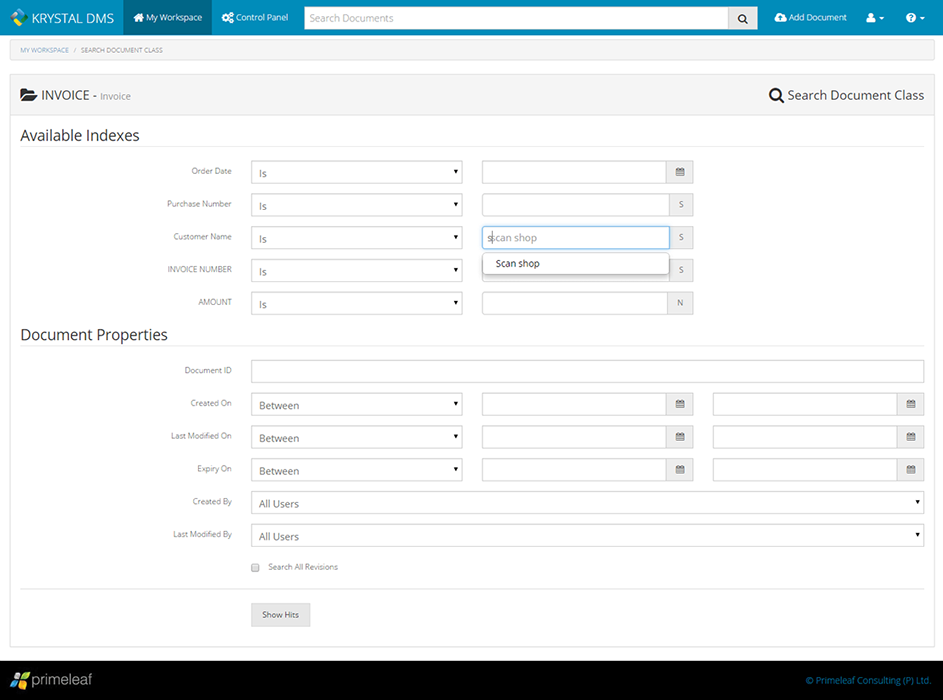 KRYSTAL DMS My Workspace Control Panel Search Documents Add Document
MY WORKSPACE / SEARCH DOCUMENT CLASS
INVOICE - Invoice Search Document Class
Available Indexes
Order Date Is
Purchase Number Is S
Customer Name Is sscan shop S
Scan shop
INVOICE NUMBER Is S
AMOUNT Is N
Document Properties
Document ID
Created On Between
Last Modified On Between
Expiry On Between
Created By All Users
Last Modified By All Users
Search All Revisions
Show Hits
primeleaf © Primeleaf Consulting (P) Ltd.